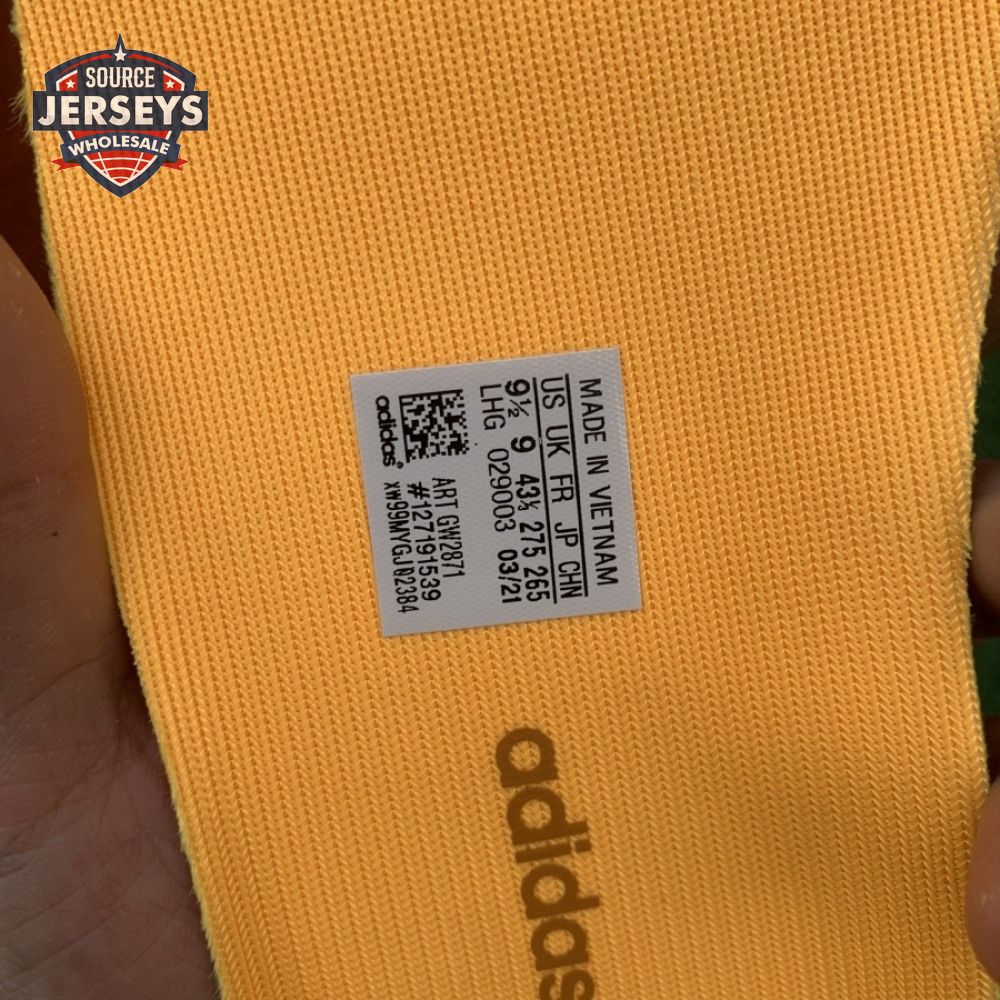 SOURCE
JERSEYS
WHOLESALE
MADE IN VIETNAM
US UK FR JP CHN
9½ 9 43⅓ 275 265
LHG 029003 03/21
ART GW2871
#127191539
adidas® XW99MYGJ02384
adidas